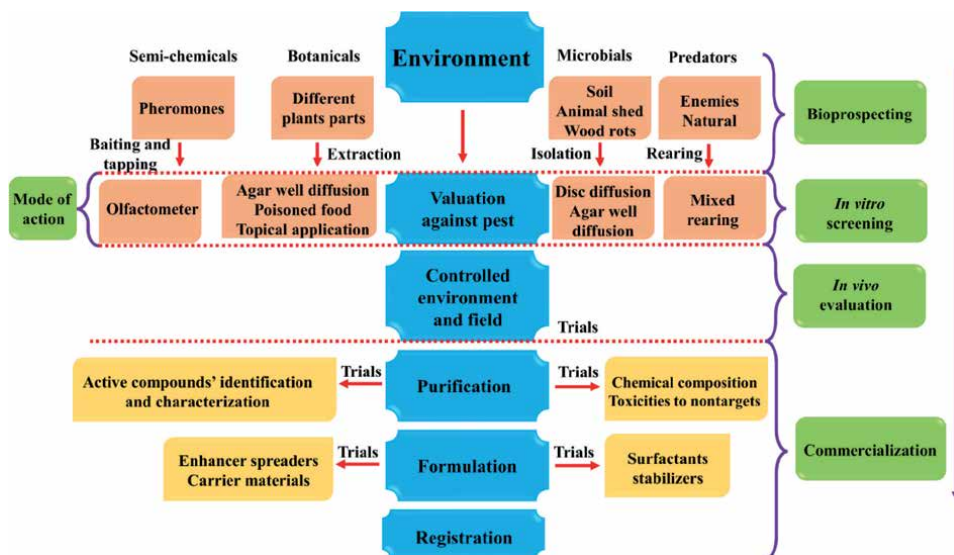 Environment
Semi-chemicals
Botanicals
Microbials
Predators
Pheromones
Different
plants parts
Soil
Animal shed
Wood rots
Enemies
Natural
Bioprospecting
Baiting and
tapping
Extraction
Isolation
Rearing
Mode of
action
Olfactometer
Agar well diffusion
Poisoned food
Topical application
Valuation
against pest
Disc diffusion
Agar well
diffusion
Mixed
rearing
In vitro
screening
Controlled
environment
and field
In vivo
evaluation
Trials
Active compounds' identification
and characterization
Trials
Purification
Trials
Chemical composition
Toxicities to nontargets
Enhancer spreaders
Carrier materials
Trials
Formulation
Trials
Surfactants
stabilizers
Commercialization
Registration